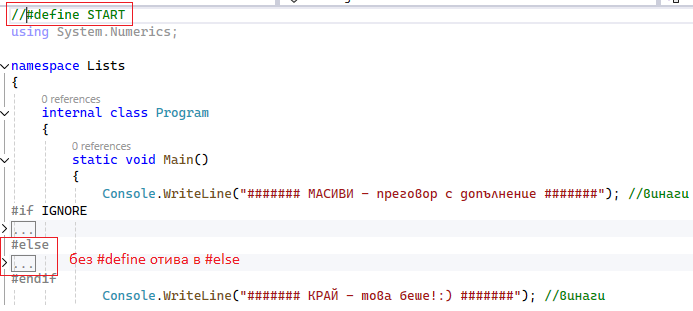 //#define START
using System.Numerics;
namespace Lists
{
0 references
internal class Program
{
0 references
static void Main()
{
Console.WriteLine("####### МАСИВИ – преговор с допълнение #######"); //винаги
#if IGNORE
...
#else
... без #define отива в #else
#endif
Console.WriteLine("####### КРАЙ – това беше!:) #######"); //винаги